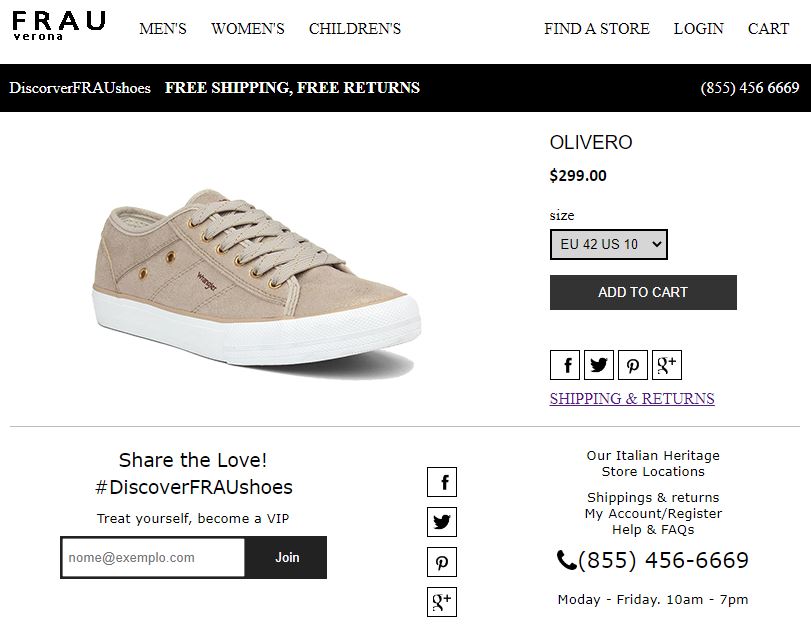 FRAU
verona
MEN'S WOMEN'S CHILDREN'S FIND A STORE LOGIN CART
DiscorverFRAUshoes FREE SHIPPING, FREE RETURNS (855) 456 6669
OLIVERO
$299.00
size
EU 42 US 10
ADD TO CART
Wrangler
SHIPPING & RETURNS
Share the Love!
#DiscoverFRAUshoes
Treat yourself, become a VIP
nome@exemplo.com Join
Our Italian Heritage
Store Locations
Shippings & returns
My Account/Register
Help & FAQs
(855) 456-6669
Moday - Friday. 10am - 7pm